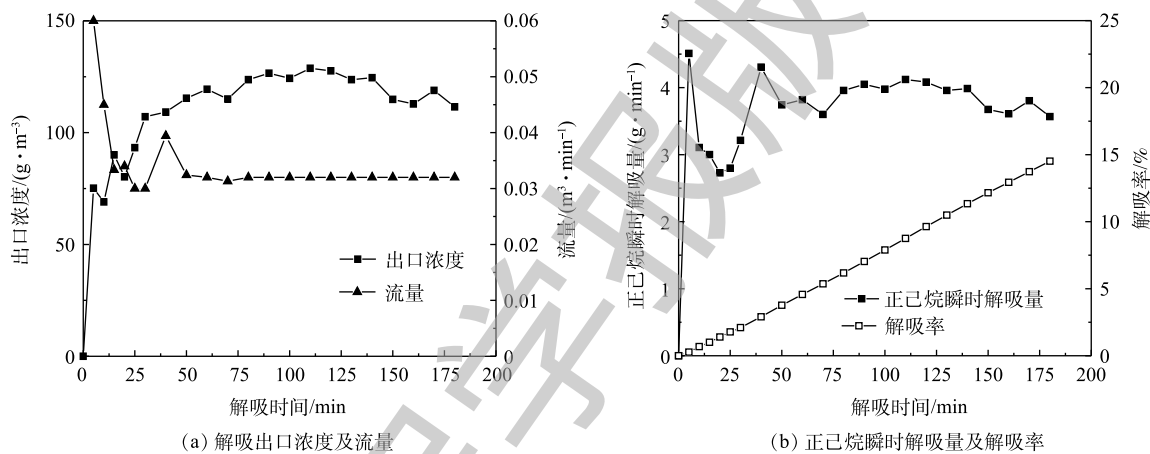 150
100
50
0
出口浓度/(g·m⁻³)
0.06
0.05
0.04
0.03
0.02
0.01
0
流量/(m³·min⁻¹)
出口浓度
流量
0 25 50 75 100 125 150 175 200
解吸时间/min
(a) 解吸出口浓度及流量
5
4
3
2
1
0
正己烷瞬时解吸量/(g·min⁻¹)
25
20
15
10
5
0
解吸率/%
正己烷瞬时解吸量
解吸率
0 25 50 75 100 125 150 175 200
解吸时间/min
(b) 正己烷瞬时解吸量及解吸率
学报版